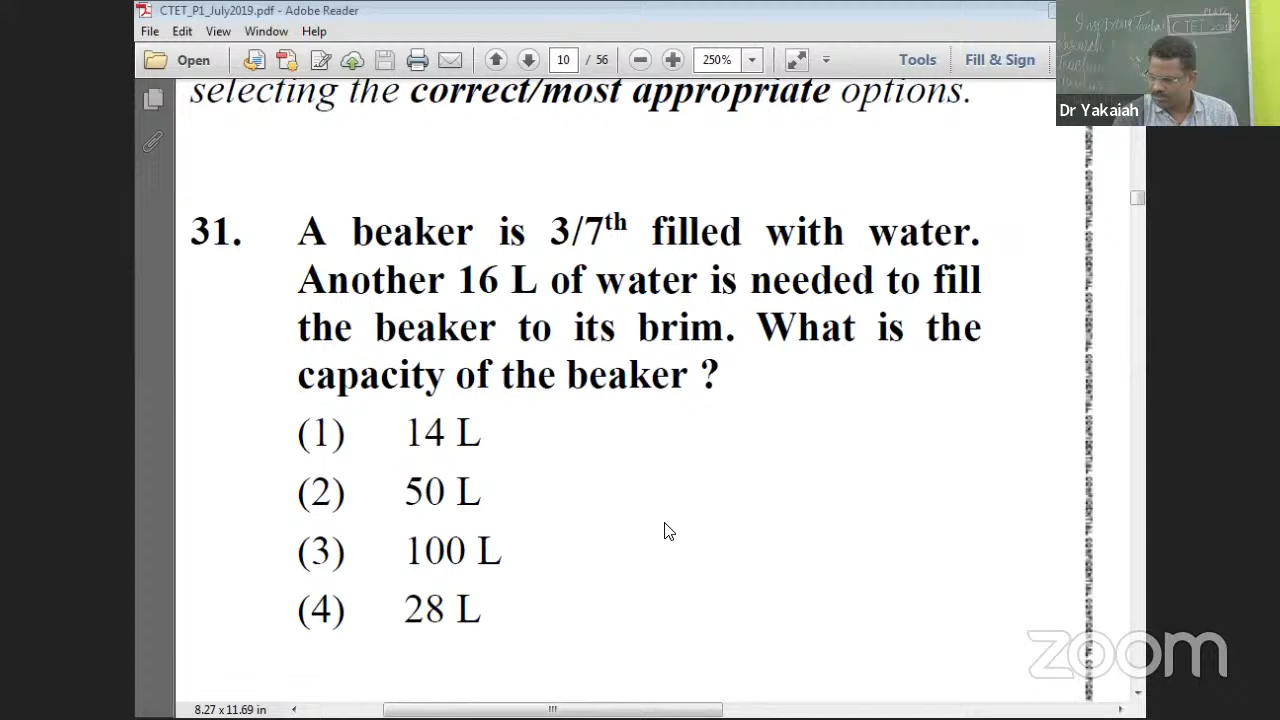 CTET_P1_July2019.pdf - Adobe Reader
File Edit View Window Help
Open 10 / 56 250% Tools Fill & Sign
CTET
Dr Yakaiah
selecting the correct/most appropriate options.
31. A beaker is 3/7th filled with water.
Another 16 L of water is needed to fill
the beaker to its brim. What is the
capacity of the beaker ?
(1) 14 L
(2) 50 L
(3) 100 L
(4) 28 L
zoom
8.27 x 11.69 in